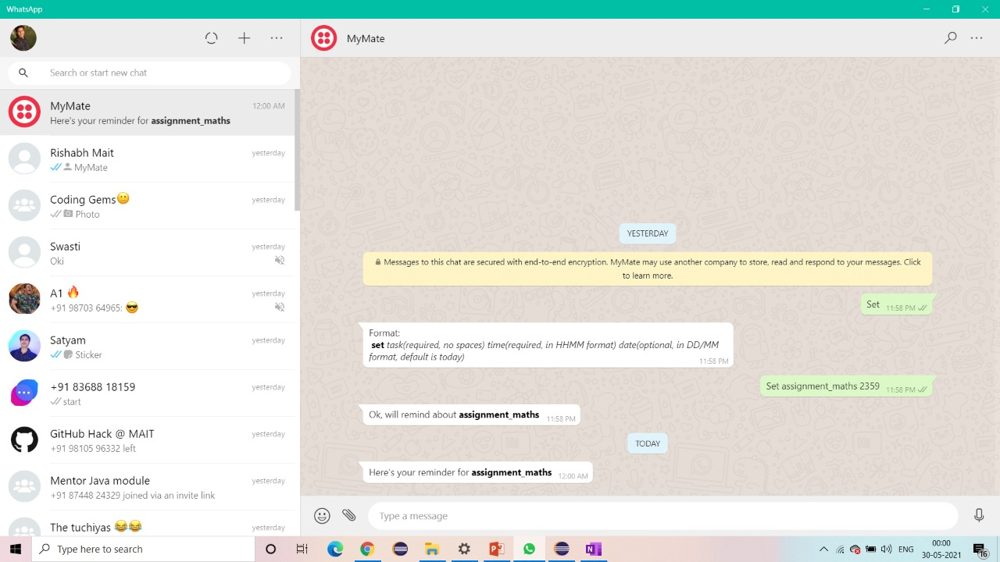 WhatsApp
MyMate
Search or start new chat
MyMate
12:00 AM
Here's your reminder for assignment_maths
Rishabh Mait
yesterday
MyMate
Coding Gems🙂
yesterday
Photo
Swasti
yesterday
Oki
A1 🔥
yesterday
+91 98703 64965: 😎
Satyam
yesterday
Sticker
+91 83688 18159
yesterday
start
GitHub Hack @ MAIT
yesterday
+91 98105 96332 left
Mentor Java module
yesterday
+91 87448 24329 joined via an invite link
The tuchiyas 😂😂
yesterday
YESTERDAY
Messages to this chat are secured with end-to-end encryption. MyMate may use another company to store, read and respond to your messages. Click
to learn more.
Set 11:58 PM
Format:
set task(required, no spaces) time(required, in HHMM format) date(optional, in DD/MM
format, default is today)
11:58 PM
Set assignment_maths 2359 11:58 PM
Ok, will remind about assignment_maths 11:58 PM
TODAY
Here's your reminder for assignment_maths 12:00 AM
Type a message
Type here to search
ENG
00:00
30-05-2021
16